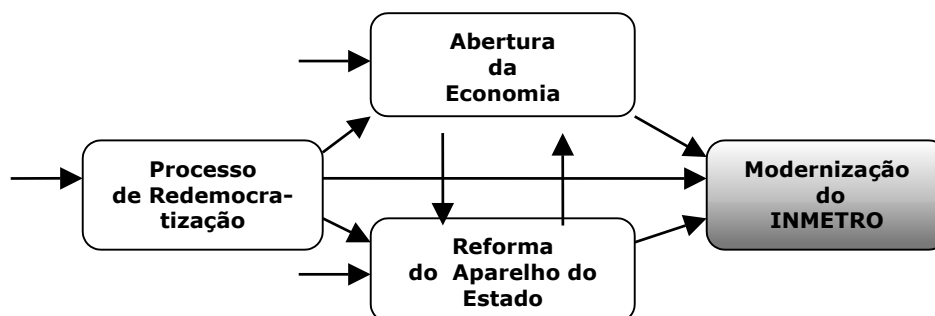 Abertura
da
Economia
Processo
de Redemocra-
tização
Modernização
do
INMETRO
Reforma
do Aparelho do
Estado